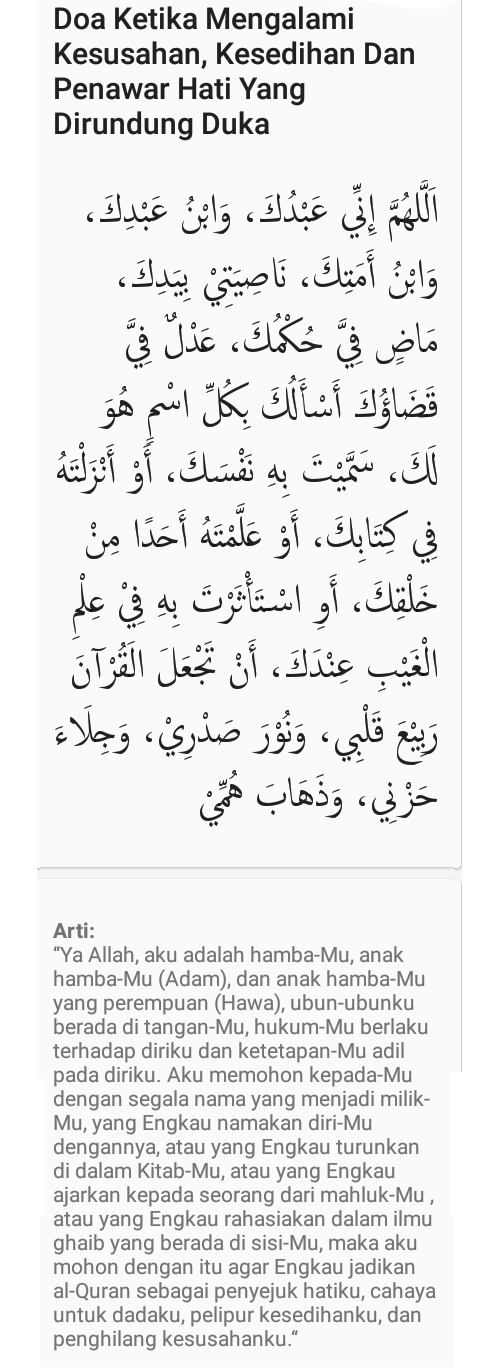 Doa Ketika Mengalami
Kesusahan, Kesedihan Dan
Penawar Hati Yang
Dirundung Duka
اَللَّهُمَّ إِنِّي عَبْدُكَ، وَابْنُ عَبْدِكَ،
وَابْنُ أَمَتِكَ، نَاصِيَتِيْ بِيَدِكَ،
مَاضٍ فِيَّ حُكْمُكَ، عَدْلٌ فِيَّ
قَضَاؤُكَ أَسْأَلُكَ بِكُلِّ اسْمٍ هُوَ
لَكَ، سَمَّيْتَ بِهِ نَفْسَكَ، أَوْ أَنْزَلْتَهُ
فِي كِتَابِكَ، أَوْ عَلَّمْتَهُ أَحَدًا مِنْ
خَلْقِكَ، أَوِ اسْتَأْثَرْتَ بِهِ فِيْ عِلْمِ
الْغَيْبِ عِنْدَكَ، أَنْ تَجْعَلَ الْقُرْآنَ
رَبِيْعَ قَلْبِي، وَنُوْرَ صَدْرِيْ، وَجِلَاءَ
حَزْنِي، وَذَهَابَ هَمِّيْ
Arti:
“Ya Allah, aku adalah hamba-Mu, anak
hamba-Mu (Adam), dan anak hamba-Mu
yang perempuan (Hawa), ubun-ubunku
berada di tangan-Mu, hukum-Mu berlaku
terhadap diriku dan ketetapan-Mu adil
pada diriku. Aku memohon kepada-Mu
dengan segala nama yang menjadi milik-
Mu, yang Engkau namakan diri-Mu
dengannya, atau yang Engkau turunkan
di dalam Kitab-Mu, atau yang Engkau
ajarkan kepada seorang dari mahluk-Mu ,
atau yang Engkau rahasiakan dalam ilmu
ghaib yang berada di sisi-Mu, maka aku
mohon dengan itu agar Engkau jadikan
al-Quran sebagai penyejuk hatiku, cahaya
untuk dadaku, pelipur kesedihanku, dan
penghilang kesusahanku.“